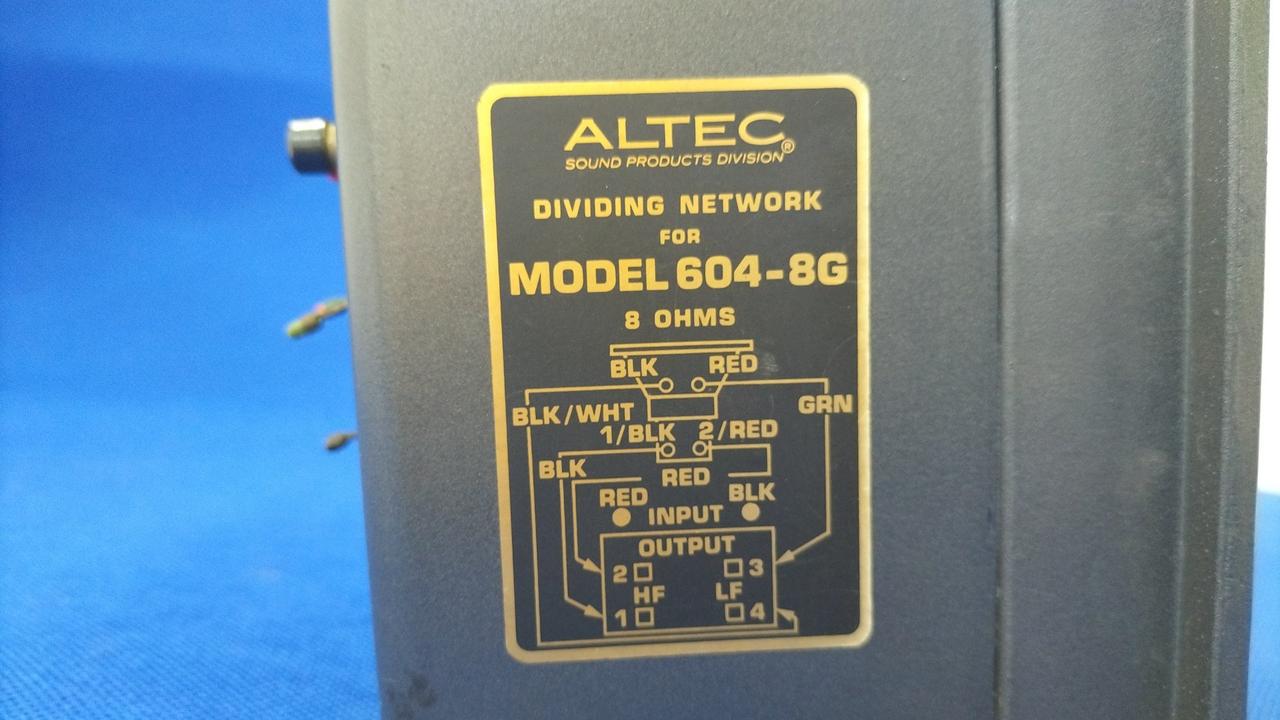 ALTEC®
SOUND PRODUCTS DIVISION
DIVIDING NETWORK
FOR
MODEL 604-8G
8 OHMS
BLK RED
BLK/WHT GRN
1/BLK 2/RED
BLK RED
RED BLK
INPUT
OUTPUT
2 3
HF LF
1 4